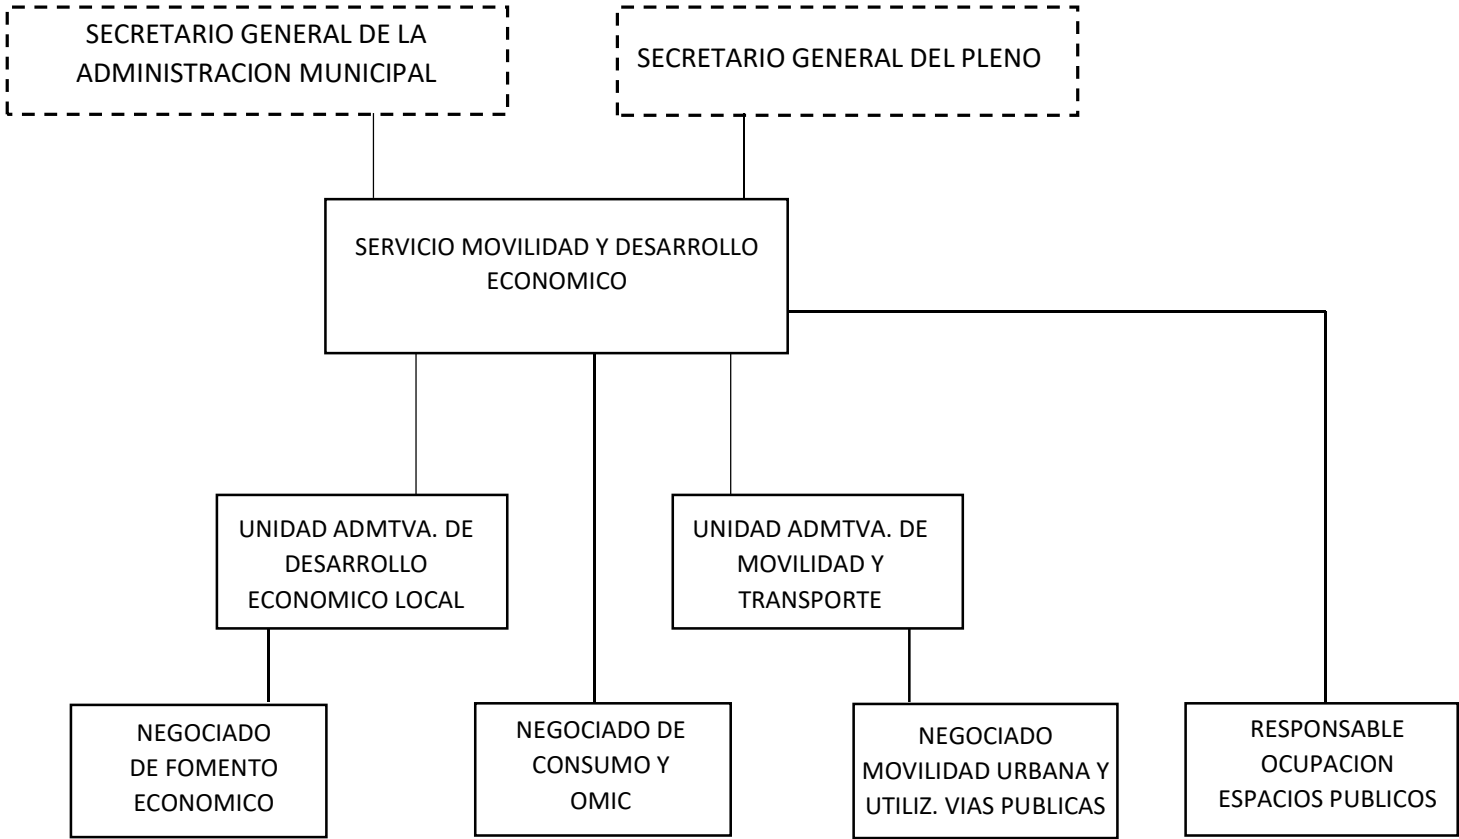 SECRETARIO GENERAL DE LA
ADMINISTRACION MUNICIPAL
SECRETARIO GENERAL DEL PLENO
SERVICIO MOVILIDAD Y DESARROLLO
ECONOMICO
UNIDAD ADMTVA. DE
DESARROLLO
ECONOMICO LOCAL
UNIDAD ADMTVA. DE
MOVILIDAD Y
TRANSPORTE
NEGOCIADO
DE FOMENTO
ECONOMICO
NEGOCIADO DE
CONSUMO Y
OMIC
NEGOCIADO
MOVILIDAD URBANA Y
UTILIZ. VIAS PUBLICAS
RESPONSABLE
OCUPACION
ESPACIOS PUBLICOS